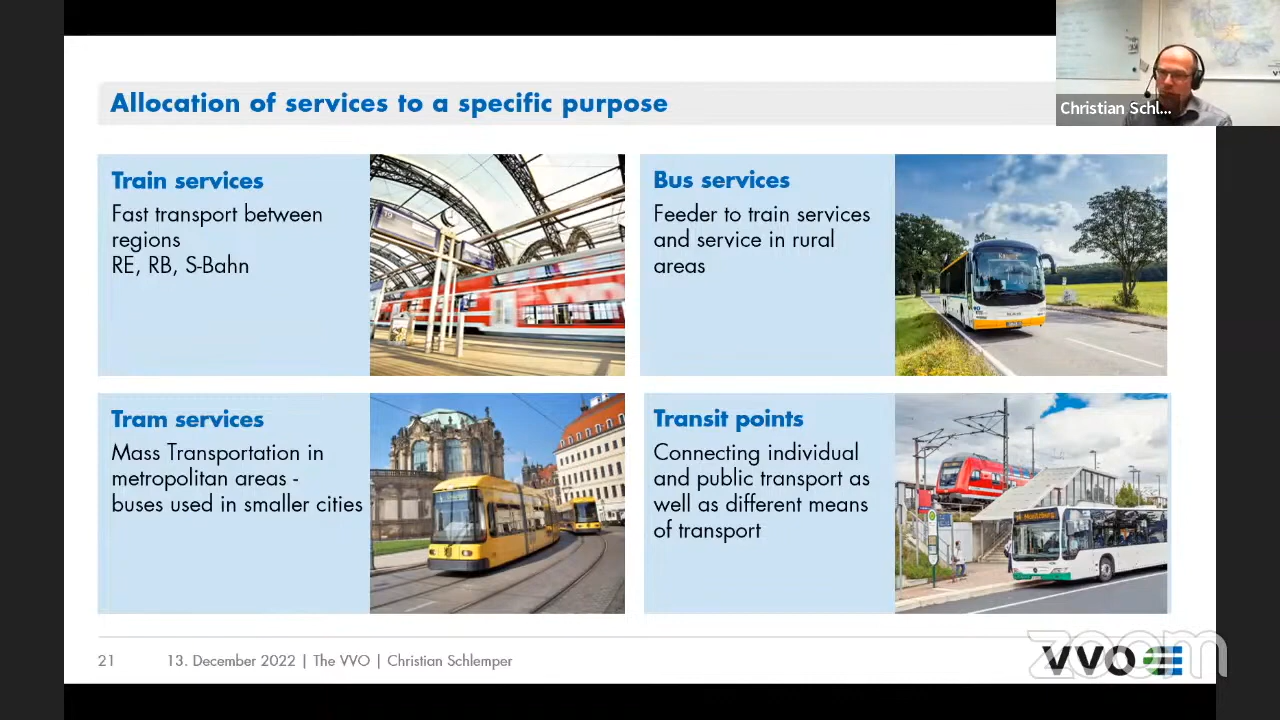 Allocation of services to a specific purpose
Christian Schl...
Train services
Fast transport between
regions
RE, RB, S-Bahn
Bus services
Feeder to train services
and service in rural
areas
Tram services
Mass Transportation in
metropolitan areas -
buses used in smaller cities
Transit points
Connecting individual
and public transport as
well as different means
of transport
Moritzburg
21
13. December 2022 | The VVO | Christian Schlemper
VVO
zoom